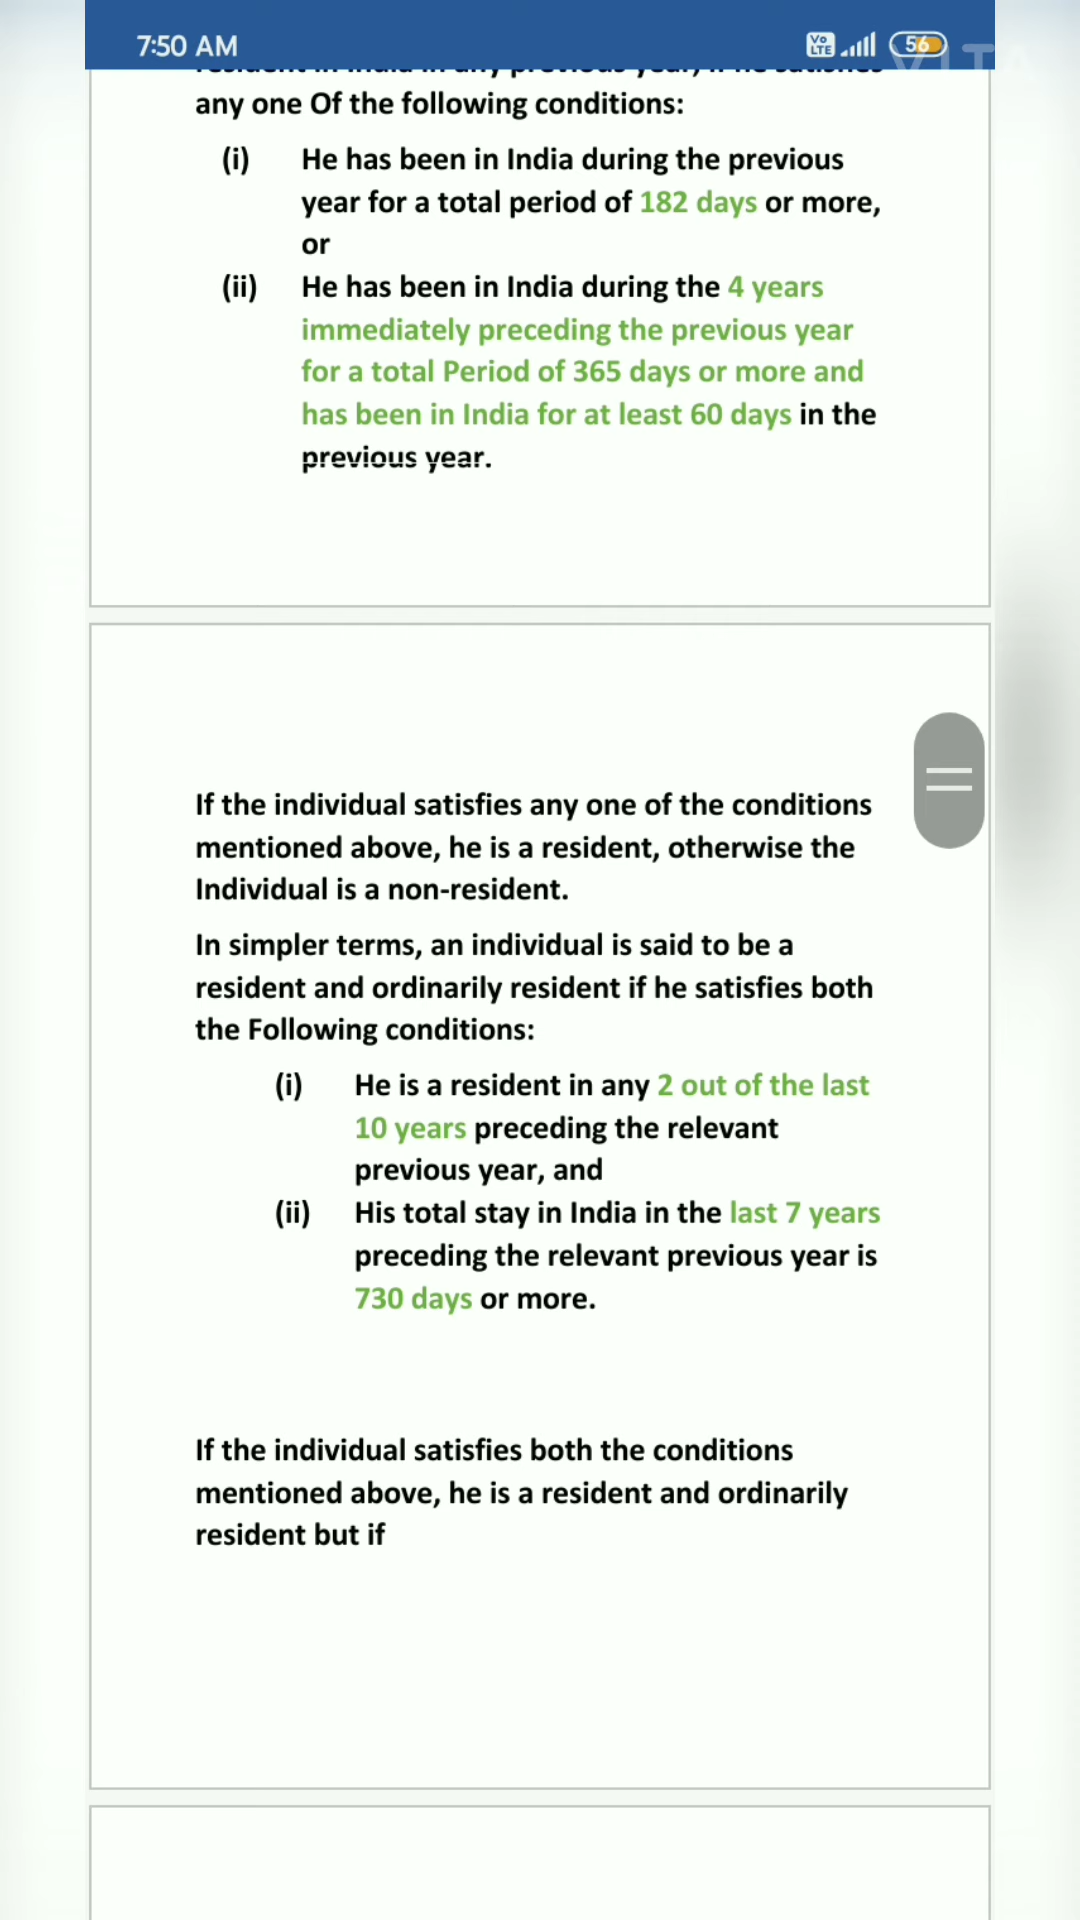 7:50 AM
Vo
LTE
56
VITA
any one Of the following conditions:
(i) He has been in India during the previous
year for a total period of 182 days or more,
or
(ii) He has been in India during the 4 years
immediately preceding the previous year
for a total Period of 365 days or more and
has been in India for at least 60 days in the
previous year.
If the individual satisfies any one of the conditions
mentioned above, he is a resident, otherwise the
Individual is a non-resident.
In simpler terms, an individual is said to be a
resident and ordinarily resident if he satisfies both
the Following conditions:
(i) He is a resident in any 2 out of the last
10 years preceding the relevant
previous year, and
(ii) His total stay in India in the last 7 years
preceding the relevant previous year is
730 days or more.
If the individual satisfies both the conditions
mentioned above, he is a resident and ordinarily
resident but if